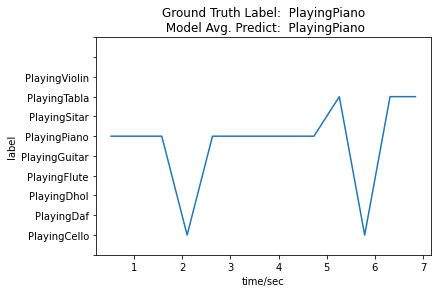 Ground Truth Label: PlayingPiano
Model Avg. Predict: PlayingPiano
label
PlayingViolin
PlayingTabla
PlayingSitar
PlayingPiano
PlayingGuitar
PlayingFlute
PlayingDhol
PlayingDaf
PlayingCello
1 2 3 4 5 6 7
time/sec